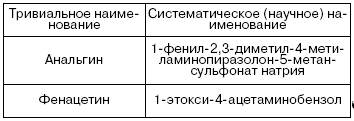 Тривиальное наиме-
нование
Систематическое (научное) на-
именование
Анальгин
1-фенил-2,3-диметил-4-мети-
ламинопиразолон-5-метан-
сульфонат натрия
Фенацетин
1-этокси-4-ацетаминобензол